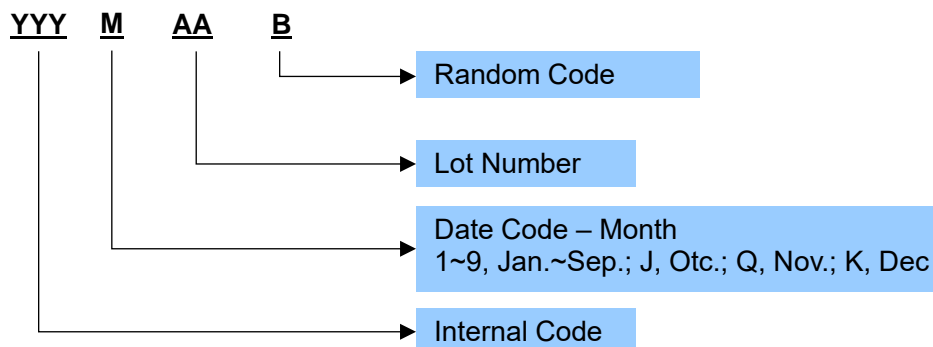 YYY M AA B
Random Code
Lot Number
Date Code – Month
1~9, Jan.~Sep.; J, Otc.; Q, Nov.; K, Dec
Internal Code